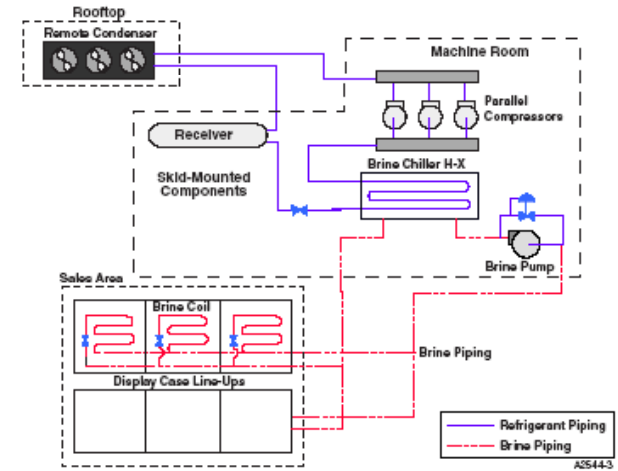 Rooftop
Remote Condenser
Machine Room
Parallel
Compressors
Receiver
Brine Chiller H-X
Skid-Mounted
Components
Brine Pump
Sales Area
Brine Coil
Brine Piping
Display Case Line-Ups
Refrigerant Piping
Brine Piping
A2544-3